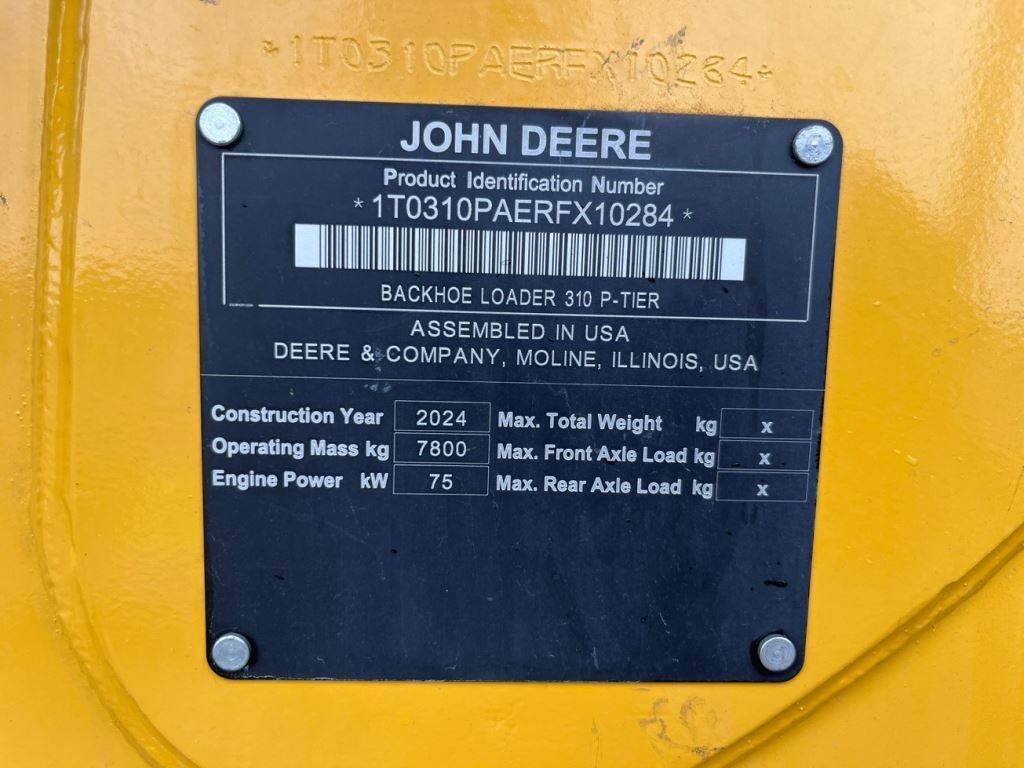 *1T0310PAERFX10284*
JOHN DEERE
Product Identification Number
*1T0310PAERFX10284*
BACKHOE LOADER 310 P-TIER
ASSEMBLED IN USA
DEERE & COMPANY, MOLINE, ILLINOIS, USA
Construction Year 2024 Max. Total Weight kg x
Operating Mass kg 7800 Max. Front Axle Load kg x
Engine Power kW 75 Max. Rear Axle Load kg x